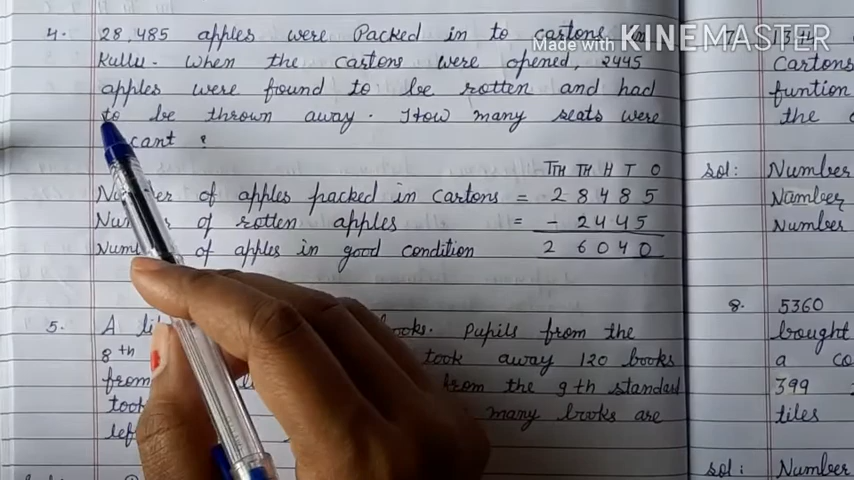 4. 28,485 apples were Packed in to cartons in
Kullu. When the cartons were opened, 2445
apples were found to be rotten and had
to be thrown away. How many seats were
cant ?
TTH TH H T O
Number of apples packed in cartons = 2 8 4 8 5
Number of rotten apples = - 2 4 4 5
Number of apples in good condition 2 6 0 4 0
5. A books. Pupils from the
8th took away 120 books
from from the 9th standard
took many books are
Made with KINEMASTER
Cartons
funtion
the
sol: Number
Number
Number
8. 5360
bought
a
399
tiles
sol: Number